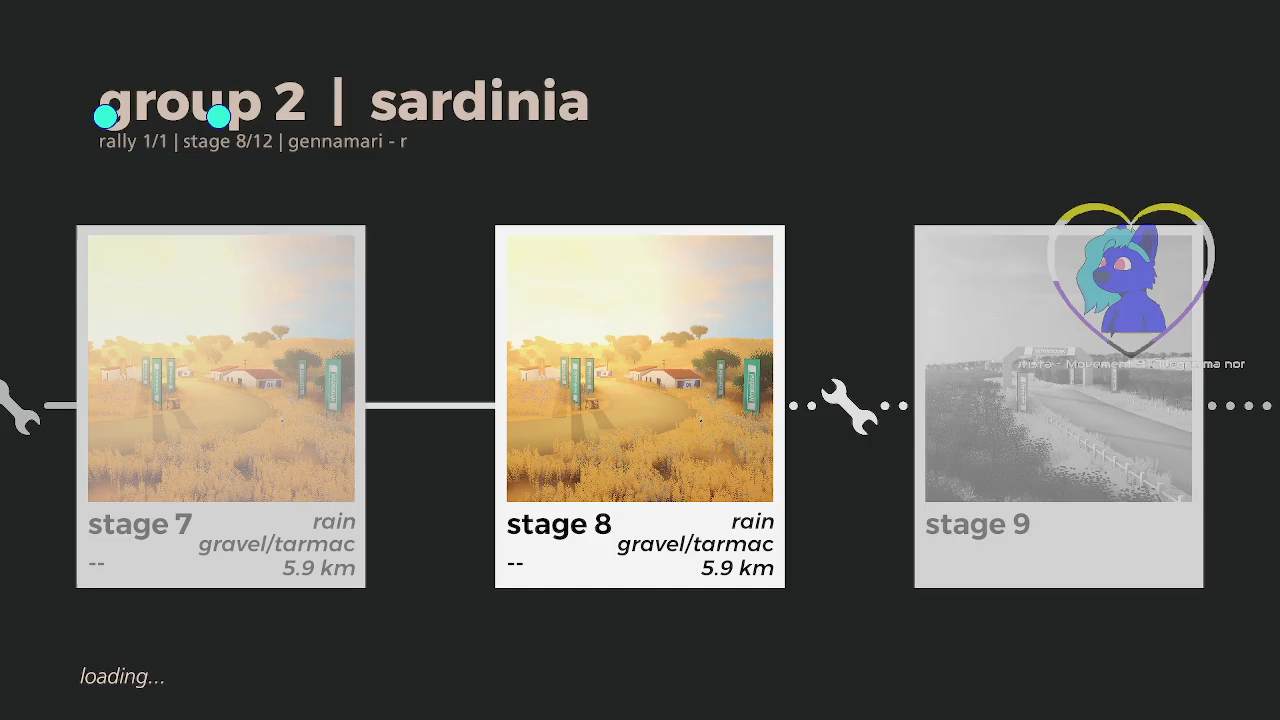 group 2 | sardinia
rally 1/1 | stage 8/12 | gennamari - r
stage 7
rain
gravel/tarmac
5.9 km
--
stage 8
rain
gravel/tarmac
5.9 km
--
stage 9
loading...